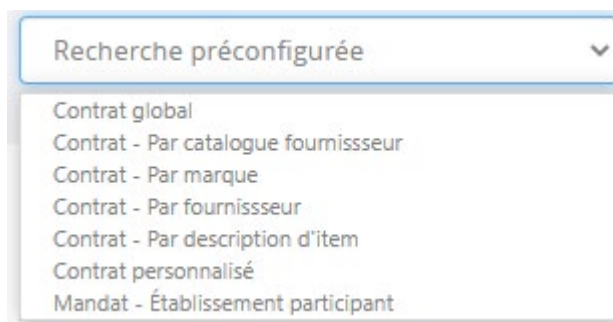 Recherche préconfigurée
Contrat global
Contrat - Par catalogue fournissseur
Contrat - Par marque
Contrat - Par fournissseur
Contrat - Par description d'item
Contrat personnalisé
Mandat - Établissement participant